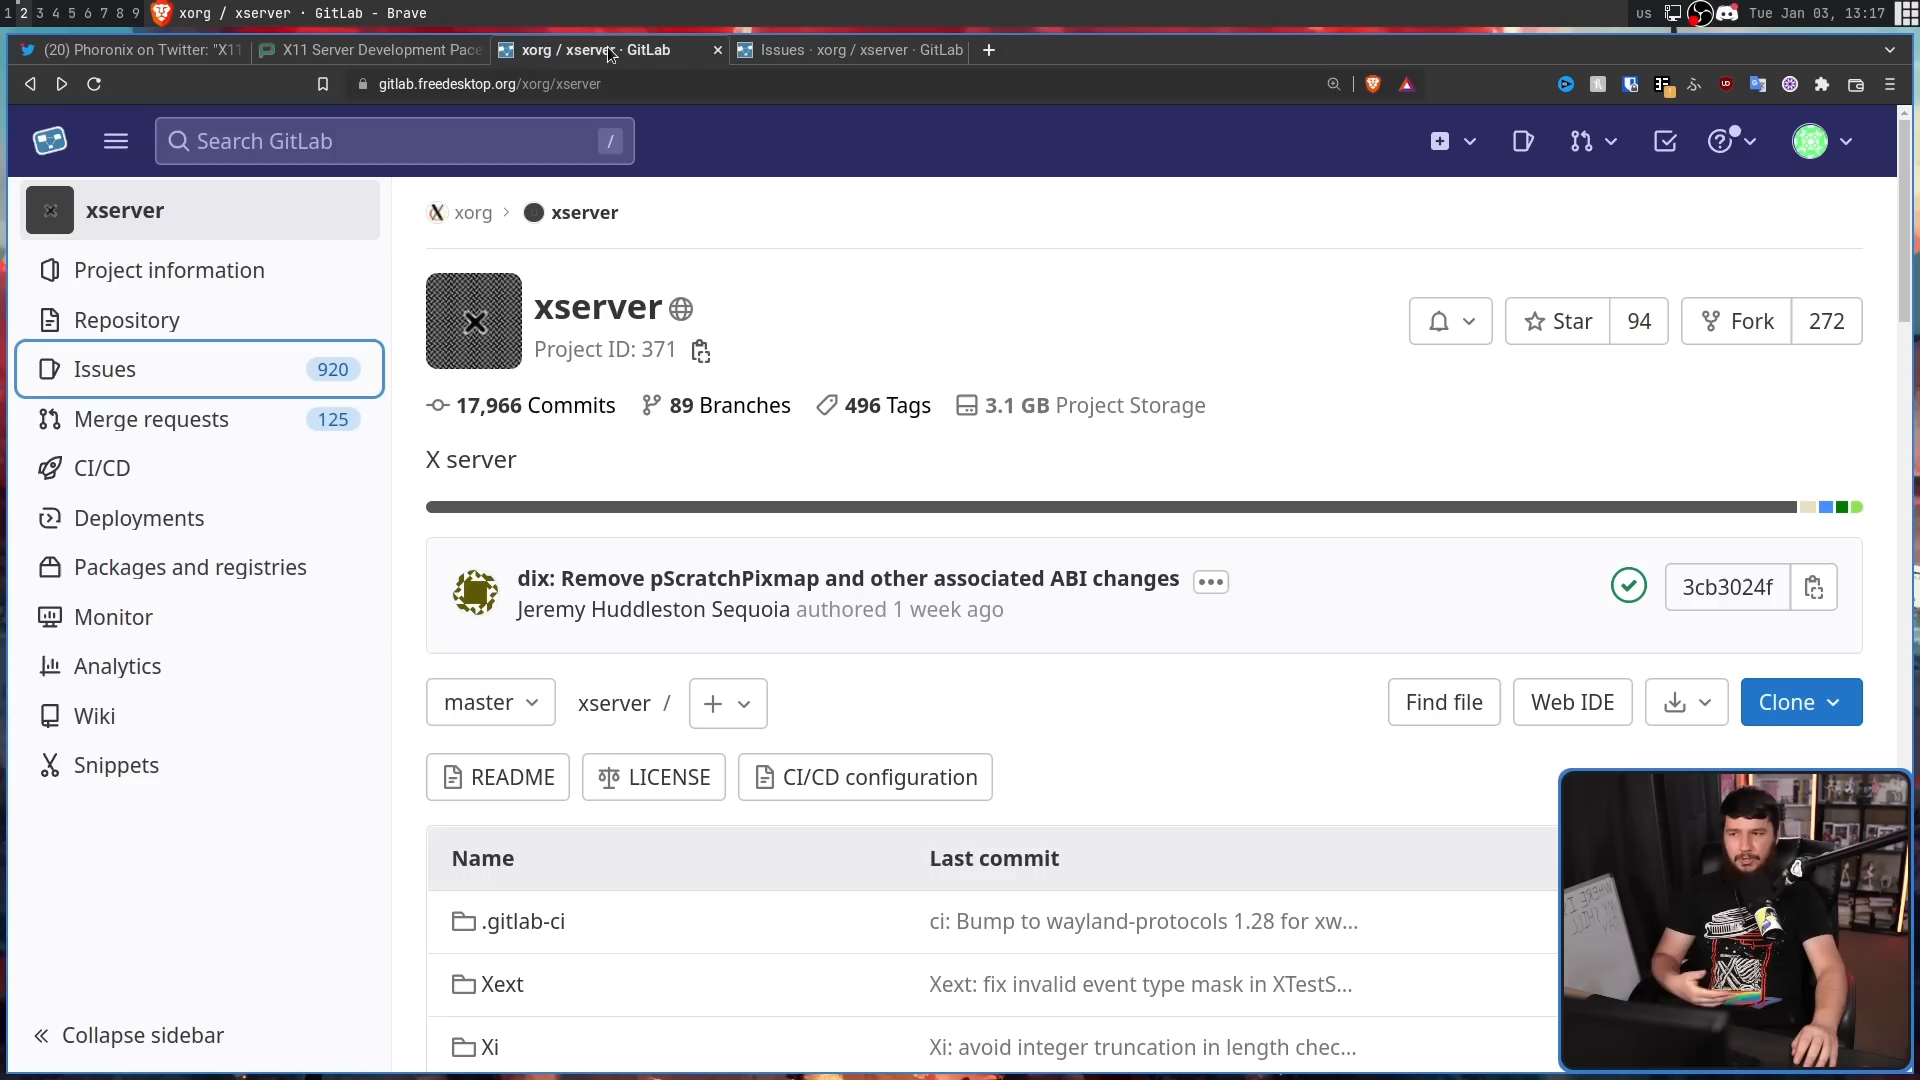 1 2 3 4 5 6 7 8 9 xorg / xserver · GitLab - Brave us Tue Jan 03, 13:17
(20) Phoronix on Twitter: "X11 X11 Server Development Pace xorg / xserver · GitLab Issues · xorg / xserver · GitLab
gitlab.freedesktop.org/xorg/xserver
Search GitLab /
xserver
Project information
Repository
Issues 920
Merge requests 125
CI/CD
Deployments
Packages and registries
Monitor
Analytics
Wiki
Snippets
Collapse sidebar
xorg > xserver
xserver
Project ID: 371
Star 94 Fork 272
17,966 Commits 89 Branches 496 Tags 3.1 GB Project Storage
X server
dix: Remove pScratchPixmap and other associated ABI changes
Jeremy Huddleston Sequoia authored 1 week ago
3cb3024f
master xserver / Find file Web IDE Clone
README LICENSE CI/CD configuration
Name Last commit
.gitlab-ci ci: Bump to wayland-protocols 1.28 for xw...
Xext Xext: fix invalid event type mask in XTestS...
Xi Xi: avoid integer truncation in length chec...